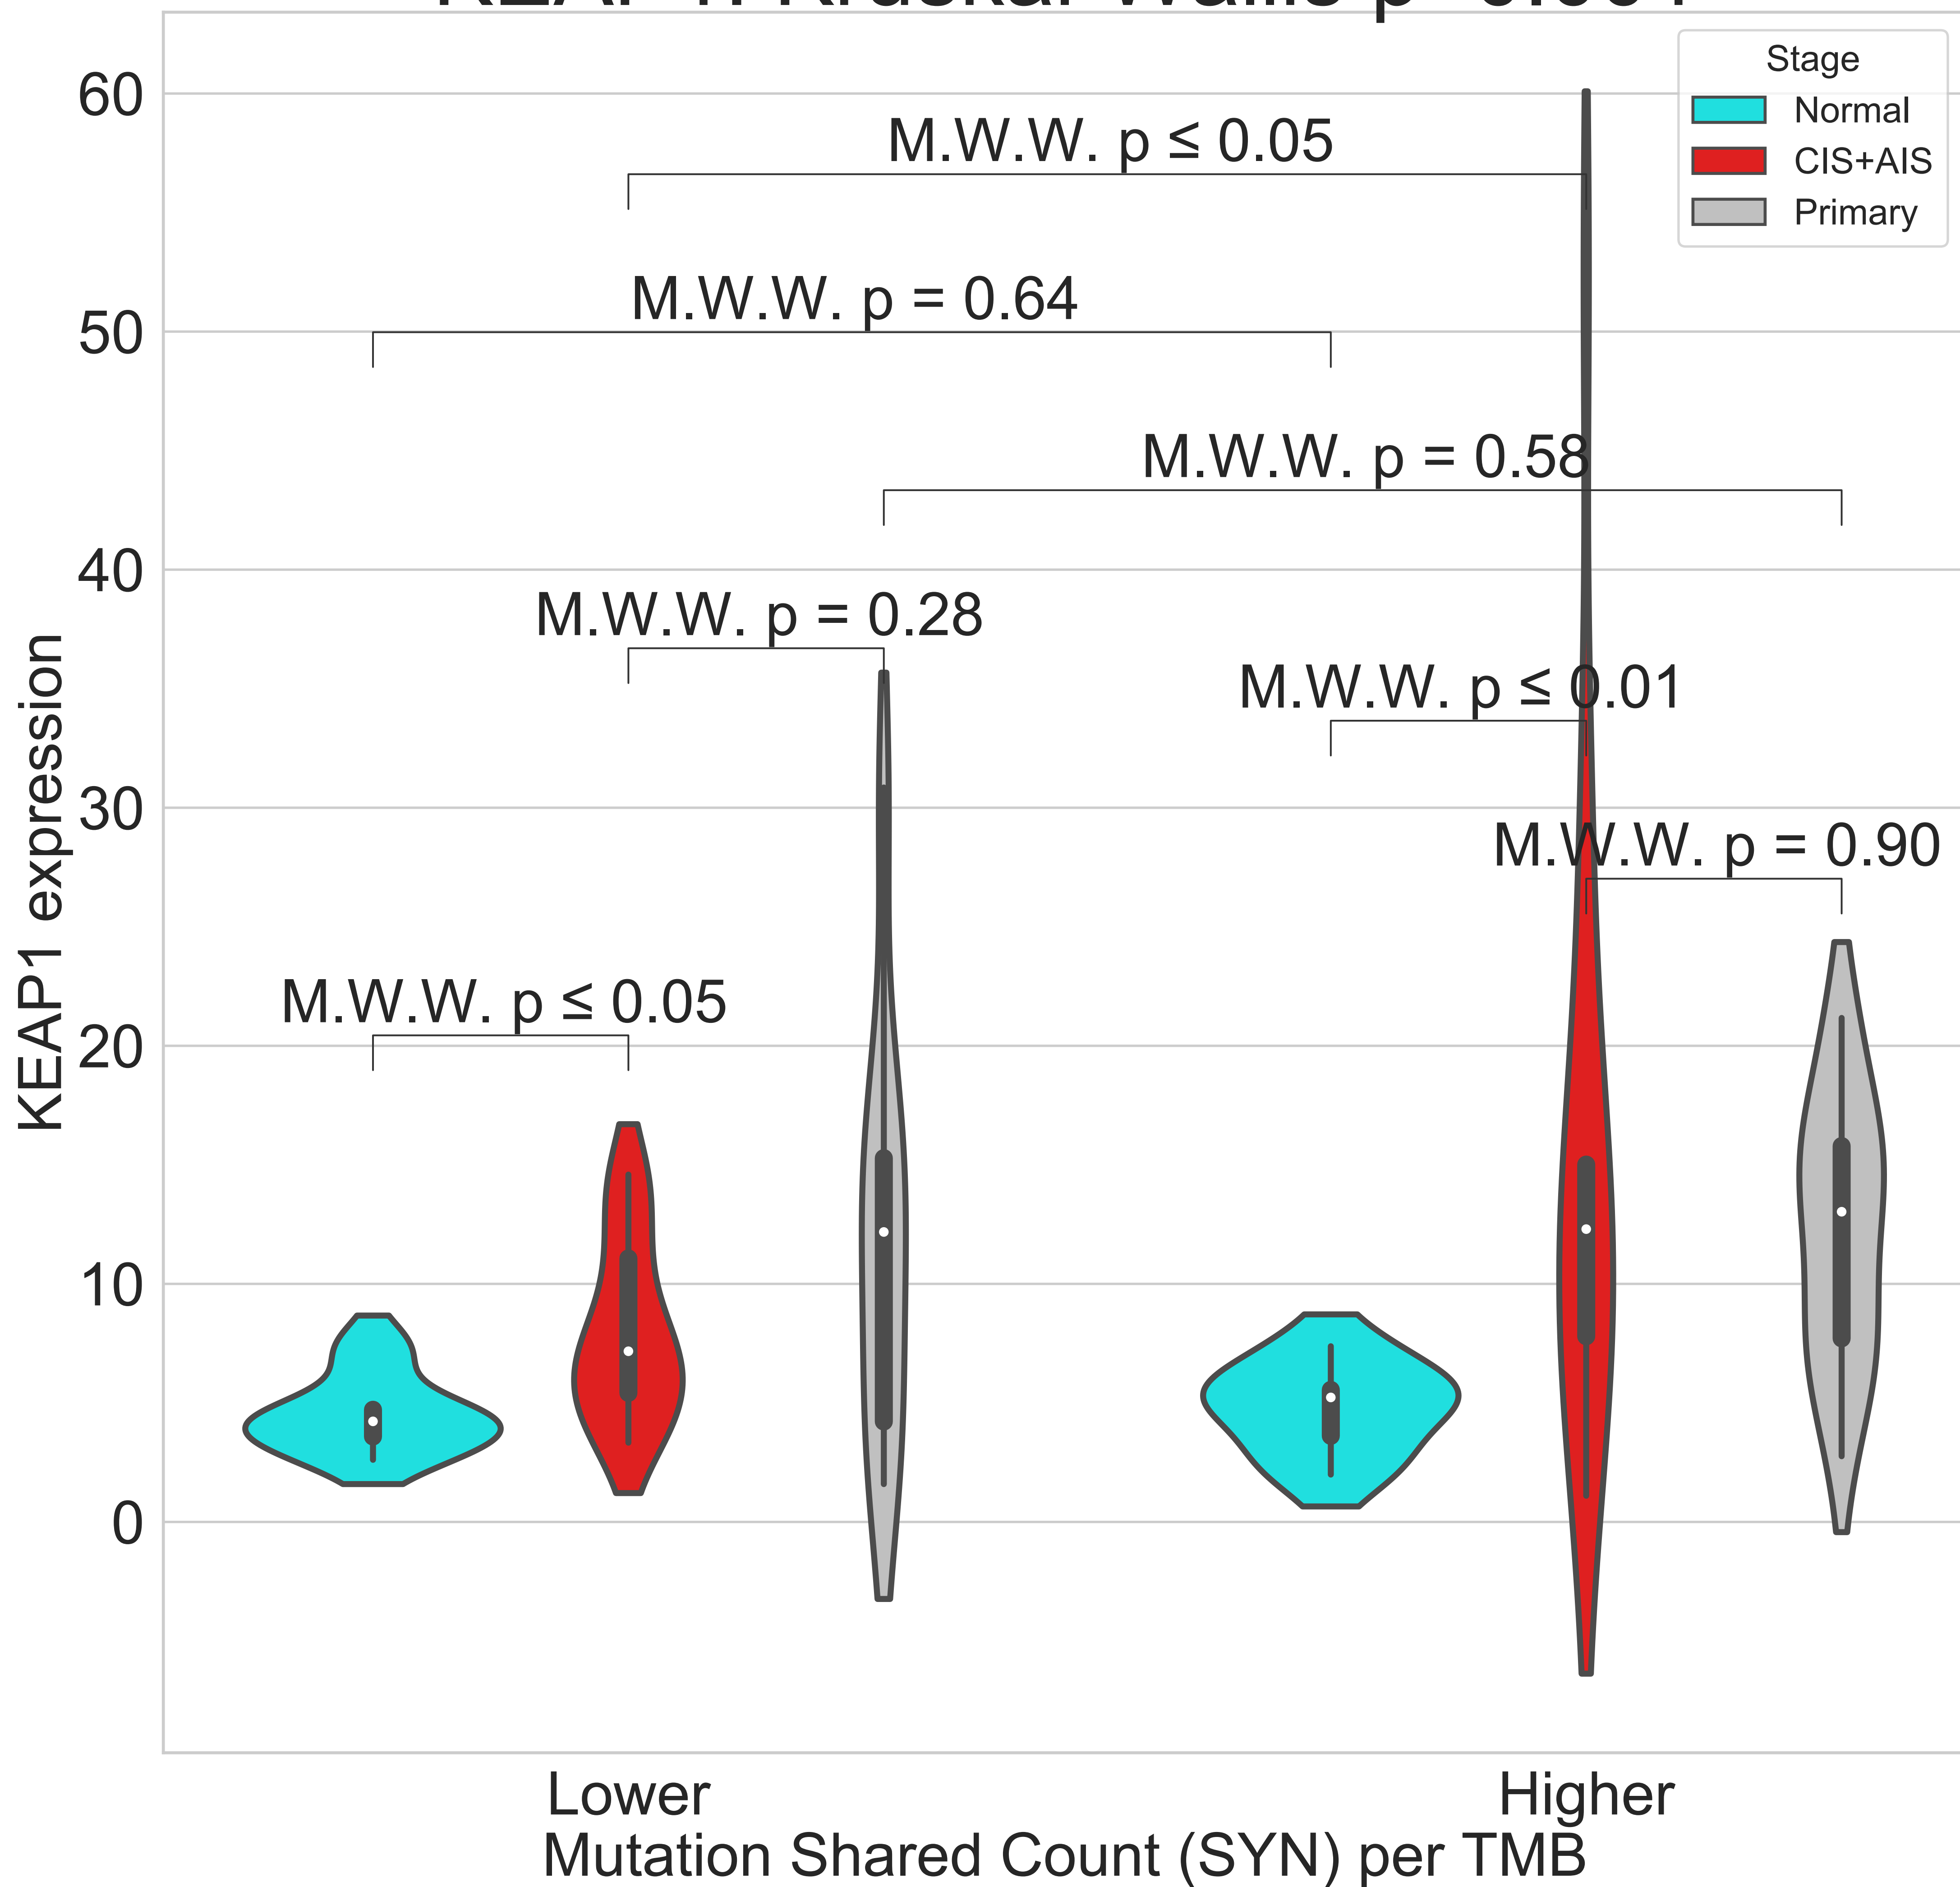 Stage
Normal
CIS+AIS
Primary
60
50
40
30
20
10
0
KEAP1 expression
M.W.W. p ≤ 0.05
M.W.W. p = 0.64
M.W.W. p = 0.58
M.W.W. p = 0.28
M.W.W. p ≤ 0.01
M.W.W. p = 0.90
M.W.W. p ≤ 0.05
Lower
Higher
Mutation Shared Count (SYN) per TMB